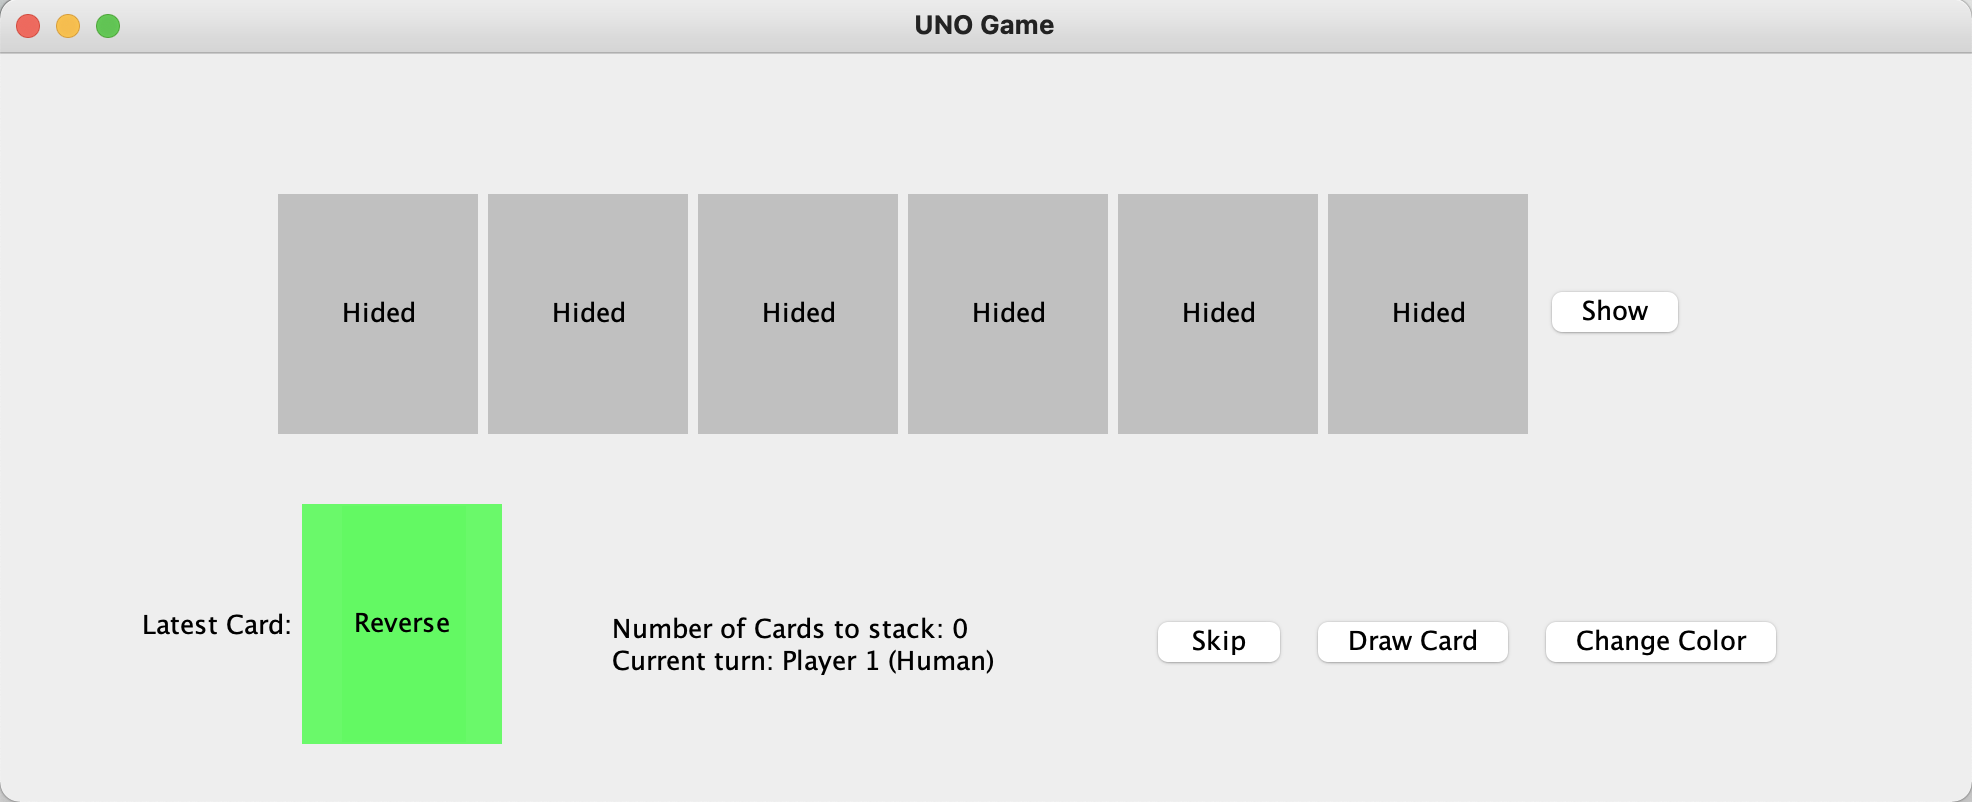 UNO Game
Hided Hided Hided Hided Hided Hided Show
Latest Card: Reverse
Number of Cards to stack: 0
Current turn: Player 1 (Human)
Skip Draw Card Change Color